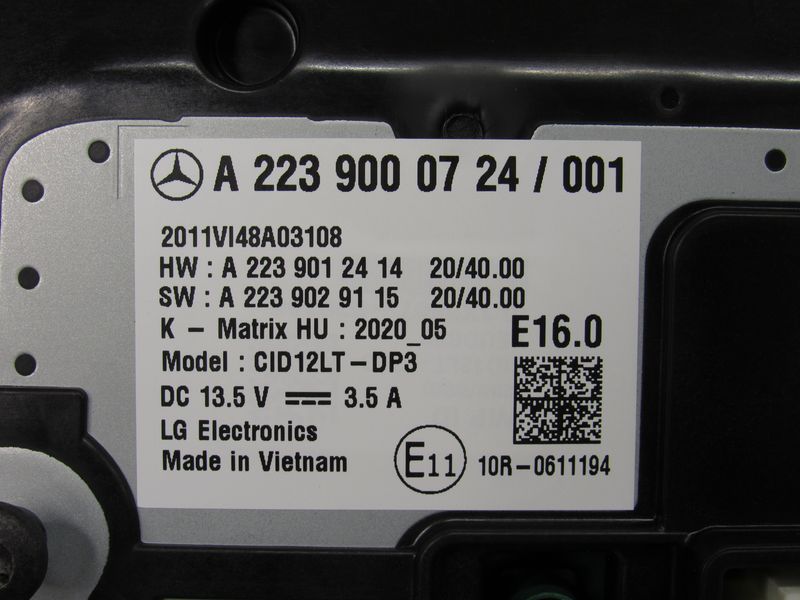 A 223 900 07 24 / 001
2011VI48A03108
HW : A 223 901 24 14 20/40.00
SW : A 223 902 91 15 20/40.00
K - Matrix HU : 2020_05
E16.0
Model : CID12LT-DP3
DC 13.5 V 3.5 A
LG Electronics
Made in Vietnam
E11
10R-0611194